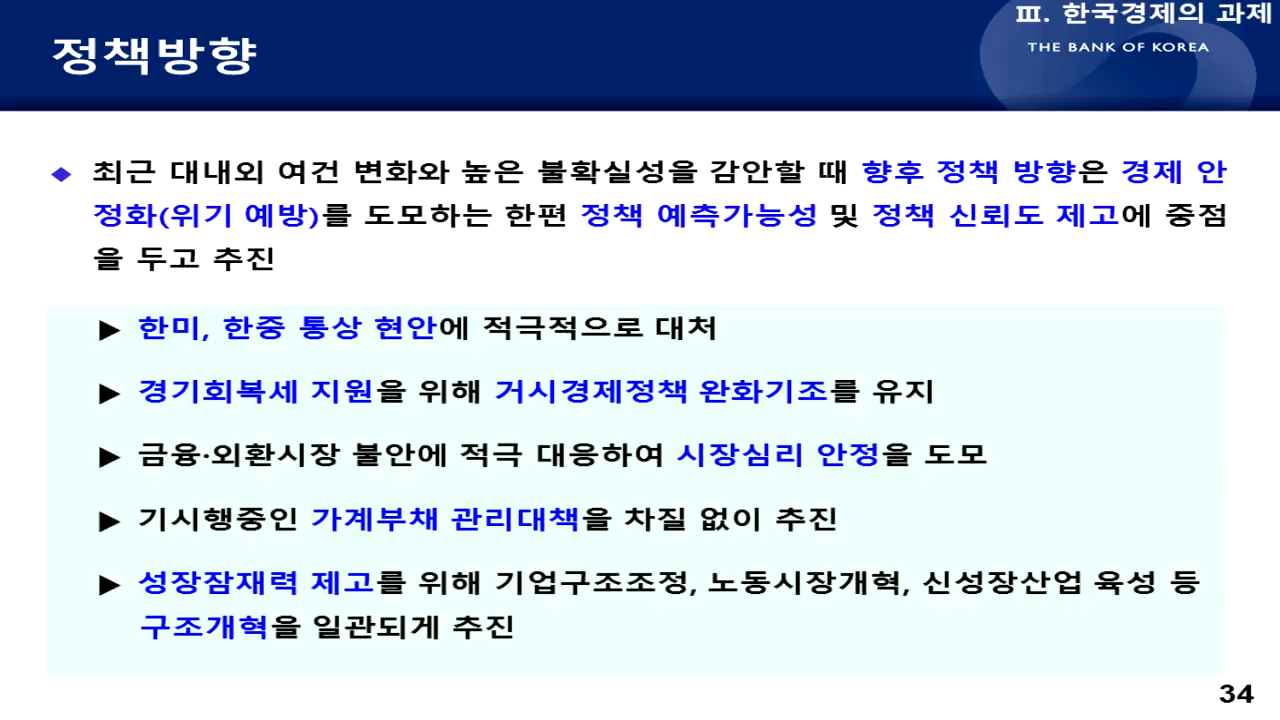 Ⅲ. 한국경제의 과제
THE BANK OF KOREA
정책방향
◆ 최근 대내외 여건 변화와 높은 불확실성을 감안할 때 향후 정책 방향은 경제 안
정화(위기 예방)를 도모하는 한편 정책 예측가능성 및 정책 신뢰도 제고에 중점
을 두고 추진
▶ 한미, 한중 통상 현안에 적극적으로 대처
▶ 경기회복세 지원을 위해 거시경제정책 완화기조를 유지
▶ 금융·외환시장 불안에 적극 대응하여 시장심리 안정을 도모
▶ 기시행중인 가계부채 관리대책을 차질 없이 추진
▶ 성장잠재력 제고를 위해 기업구조조정, 노동시장개혁, 신성장산업 육성 등
구조개혁을 일관되게 추진
34